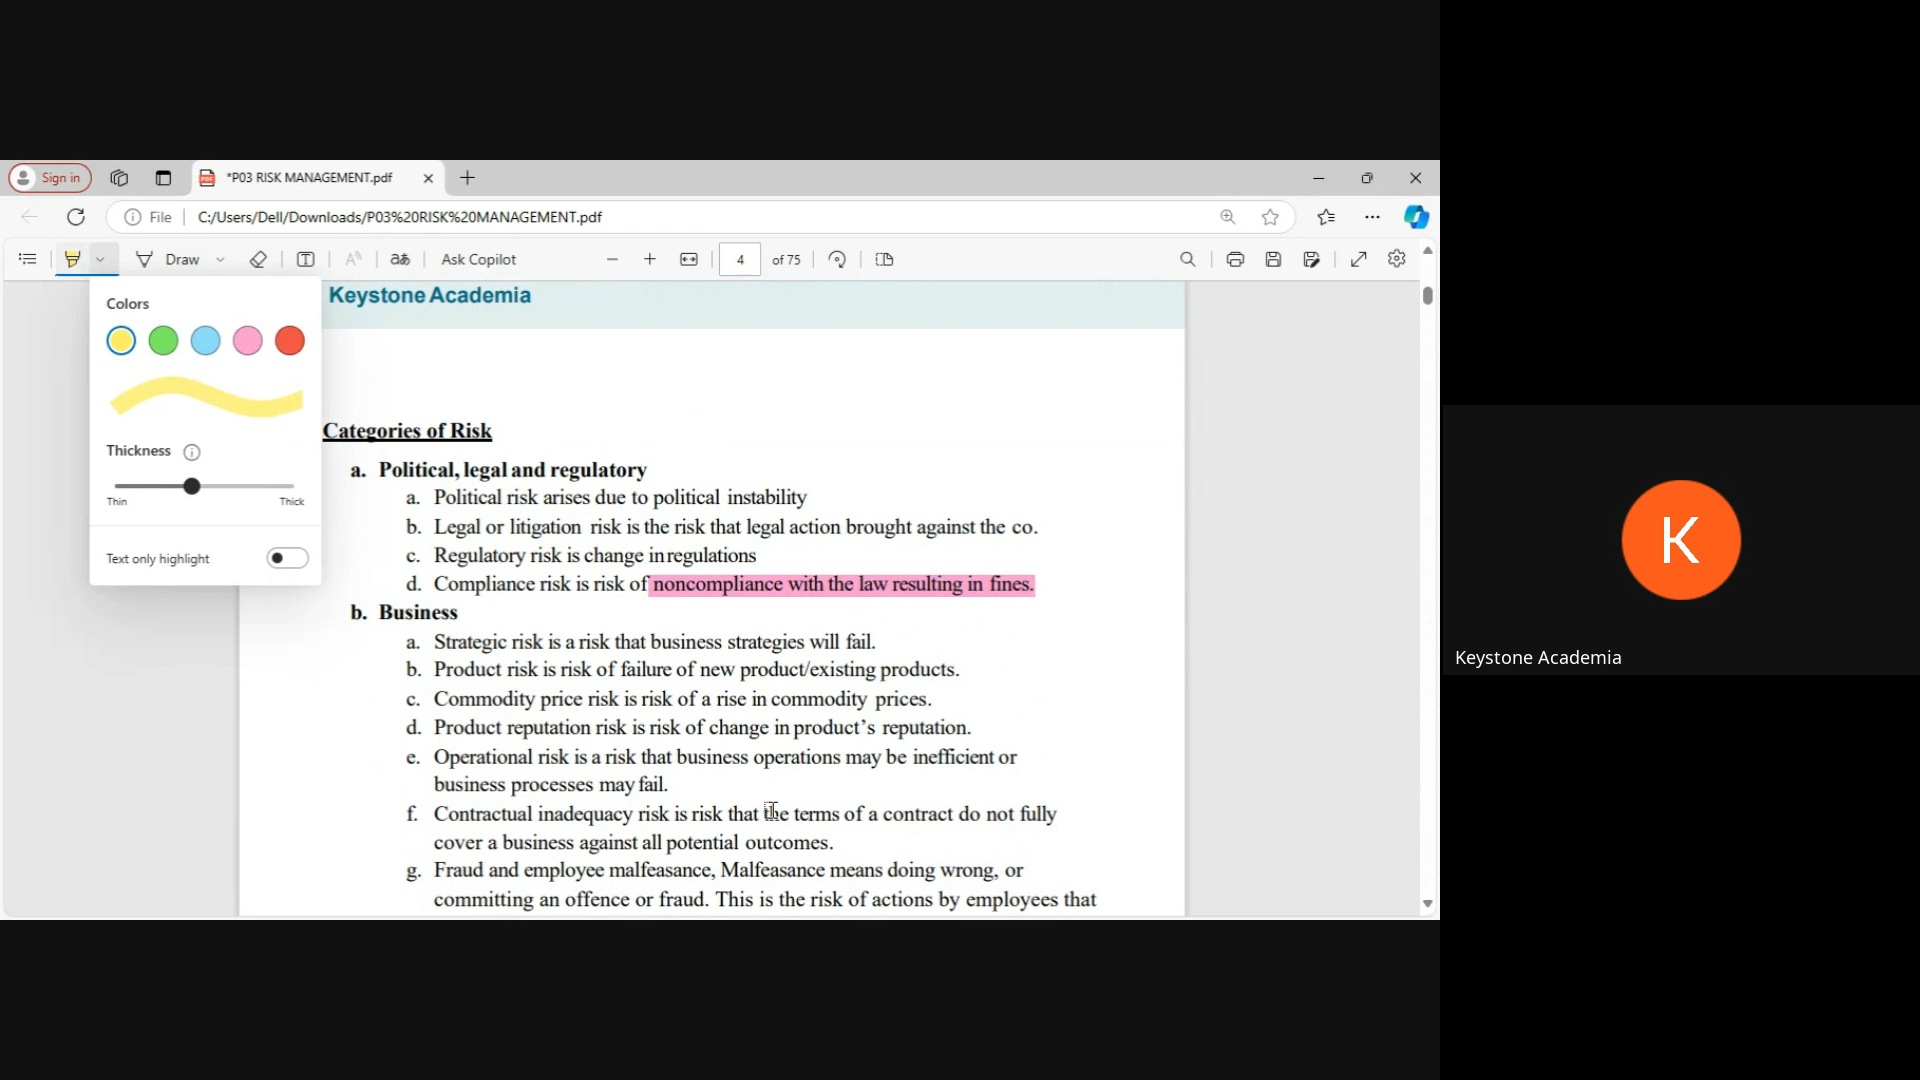 Sign in
*P03 RISK MANAGEMENT.pdf
File
C:/Users/Dell/Downloads/P03%20RISK%20MANAGEMENT.pdf
Draw
aあ
Ask Copilot
4
of 75
Colors
Thickness
Thin
Thick
Text only highlight
Keystone Academia
Categories of Risk
a. Political, legal and regulatory
a. Political risk arises due to political instability
b. Legal or litigation risk is the risk that legal action brought against the co.
c. Regulatory risk is change in regulations
d. Compliance risk is risk of noncompliance with the law resulting in fines.
b. Business
a. Strategic risk is a risk that business strategies will fail.
b. Product risk is risk of failure of new product/existing products.
c. Commodity price risk is risk of a rise in commodity prices.
d. Product reputation risk is risk of change in product’s reputation.
e. Operational risk is a risk that business operations may be inefficient or
business processes may fail.
f. Contractual inadequacy risk is risk that the terms of a contract do not fully
cover a business against all potential outcomes.
g. Fraud and employee malfeasance, Malfeasance means doing wrong, or
committing an offence or fraud. This is the risk of actions by employees that
K
Keystone Academia